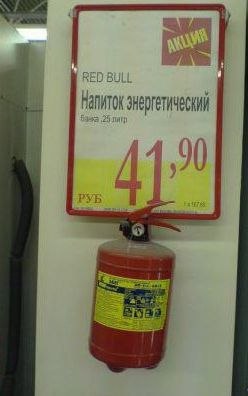 АКЦИЯ
RED BULL
Напиток энергетический
банка ,25 литр
РУБ 41,90